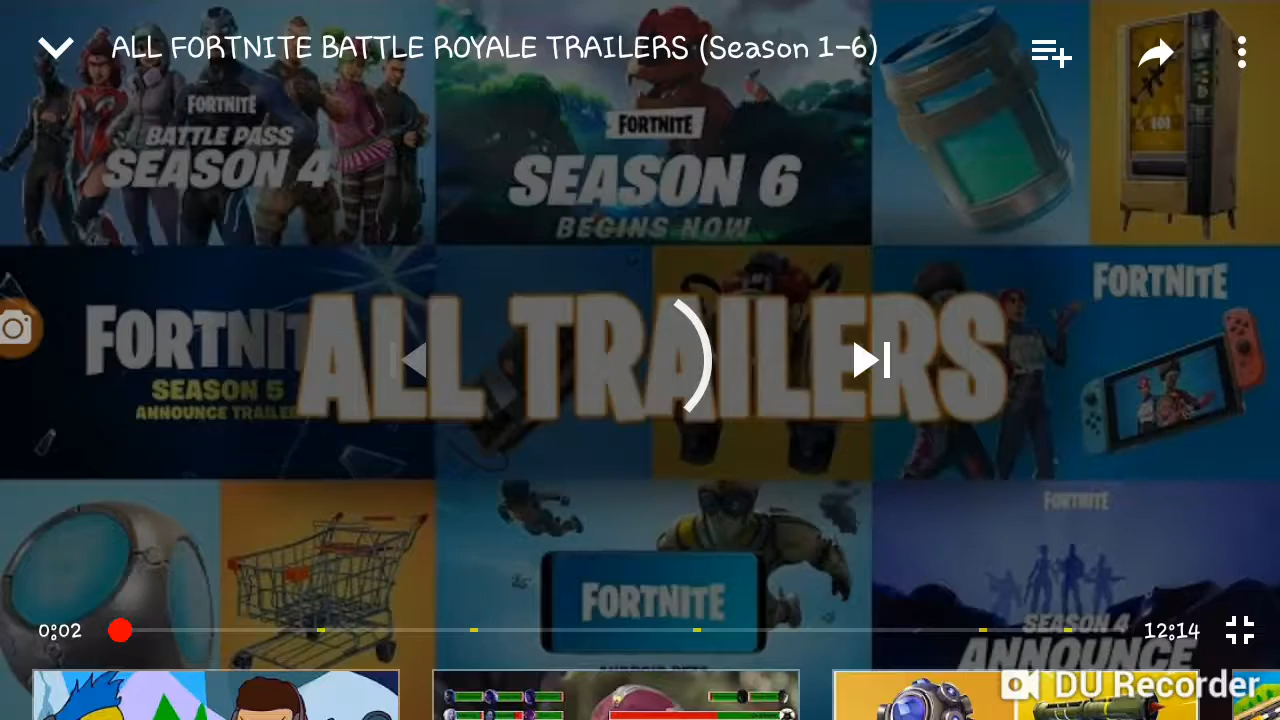 ALL FORTNITE BATTLE ROYALE TRAILERS (Season 1-6)
FORTNITE
BATTLE PASS
SEASON 4
FORTNITE
SEASON 6
BEGINS NOW
FORTNITE
SEASON 5
ANNOUNCE TRAILER
ALL TRAILERS
FORTNITE
FORTNITE
FORTNITE
SEASON 4
ANNOUNCE
0:02
12:14
DU Recorder